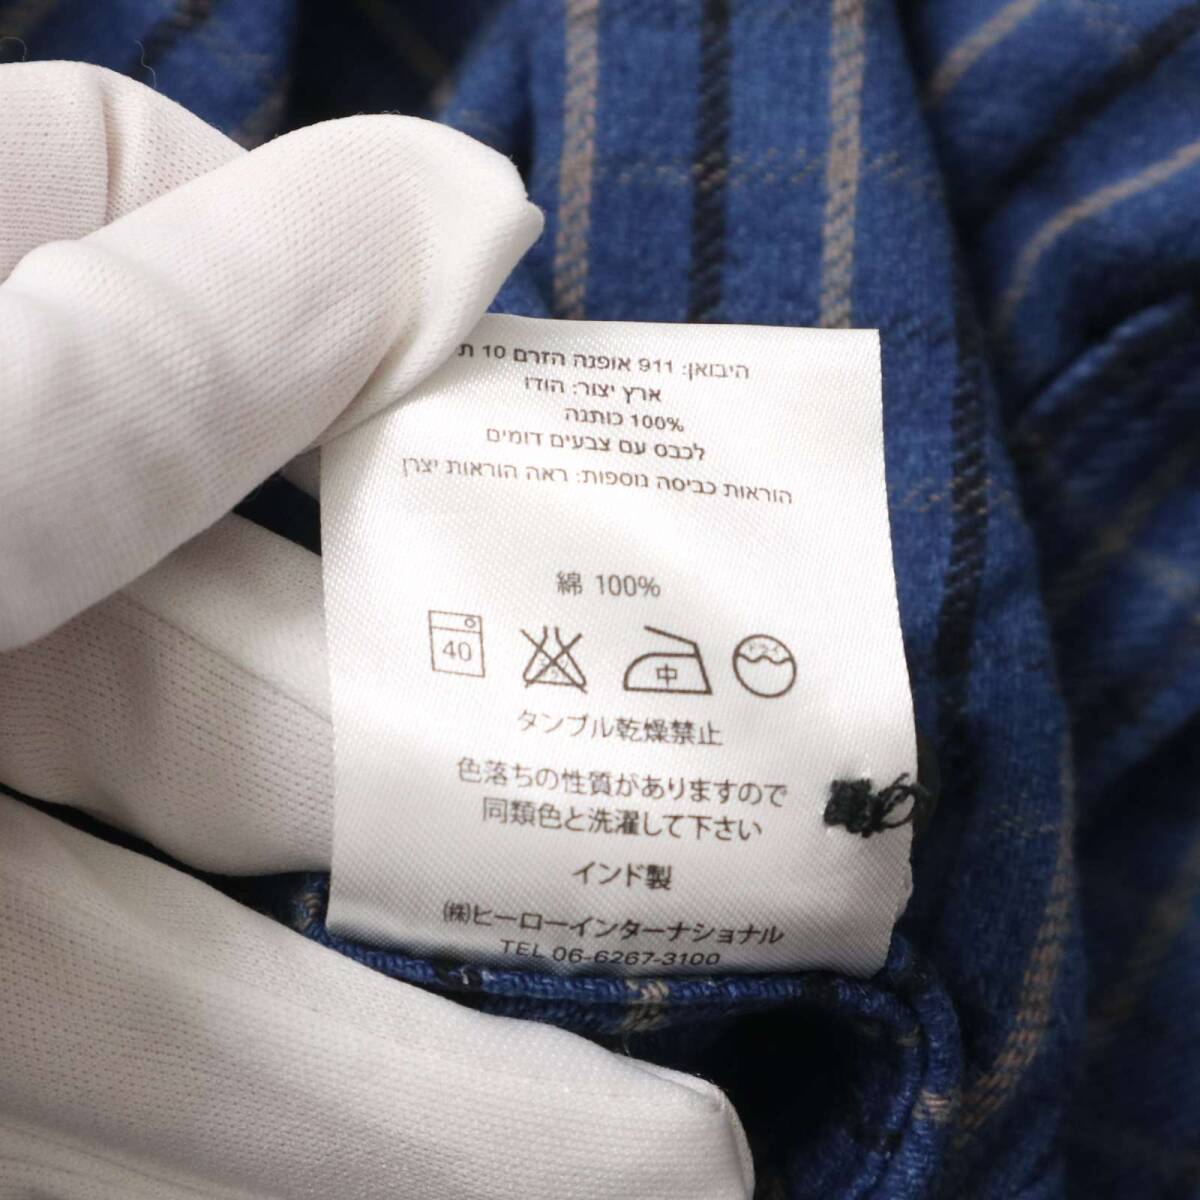 היבואן: 911 אופנה הזרם 10 ת
ארץ יצור: הודו
100% כותנה
לכבס עם צבעים דומים
הוראות כביסה נוספות: ראה הוראות יצרן
綿 100%
40
中 ドライ
タンブル乾燥禁止
色落ちの性質がありますので
同類色と洗濯して下さい
インド製
㈱ヒーローインターナショナル
TEL 06-6267-3100